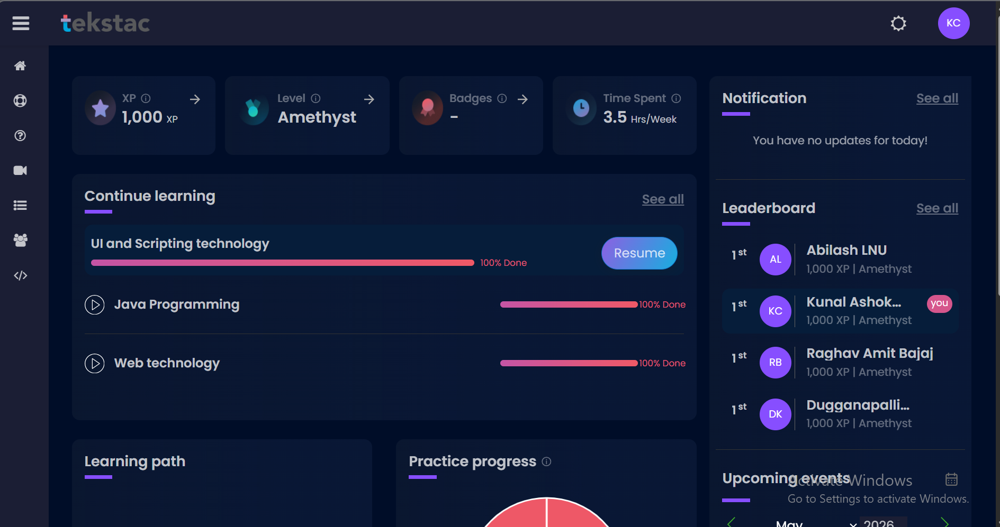 tekstac
KC
XP
1,000 XP
Level
Amethyst
Badges
-
Time Spent
3.5 Hrs/Week
Continue learning
See all
UI and Scripting technology
100% Done
Resume
Java Programming
100% Done
Web technology
100% Done
Learning path
Practice progress
Notification
See all
You have no updates for today!
Leaderboard
See all
1st
AL
Abilash LNU
1,000 XP | Amethyst
1st
KC
Kunal Ashok...
you
1,000 XP | Amethyst
1st
RB
Raghav Amit Bajaj
1,000 XP | Amethyst
1st
DK
Dugganapalli...
1,000 XP | Amethyst
Upcoming events
Activate Windows
Go to Settings to activate Windows.
May 2026